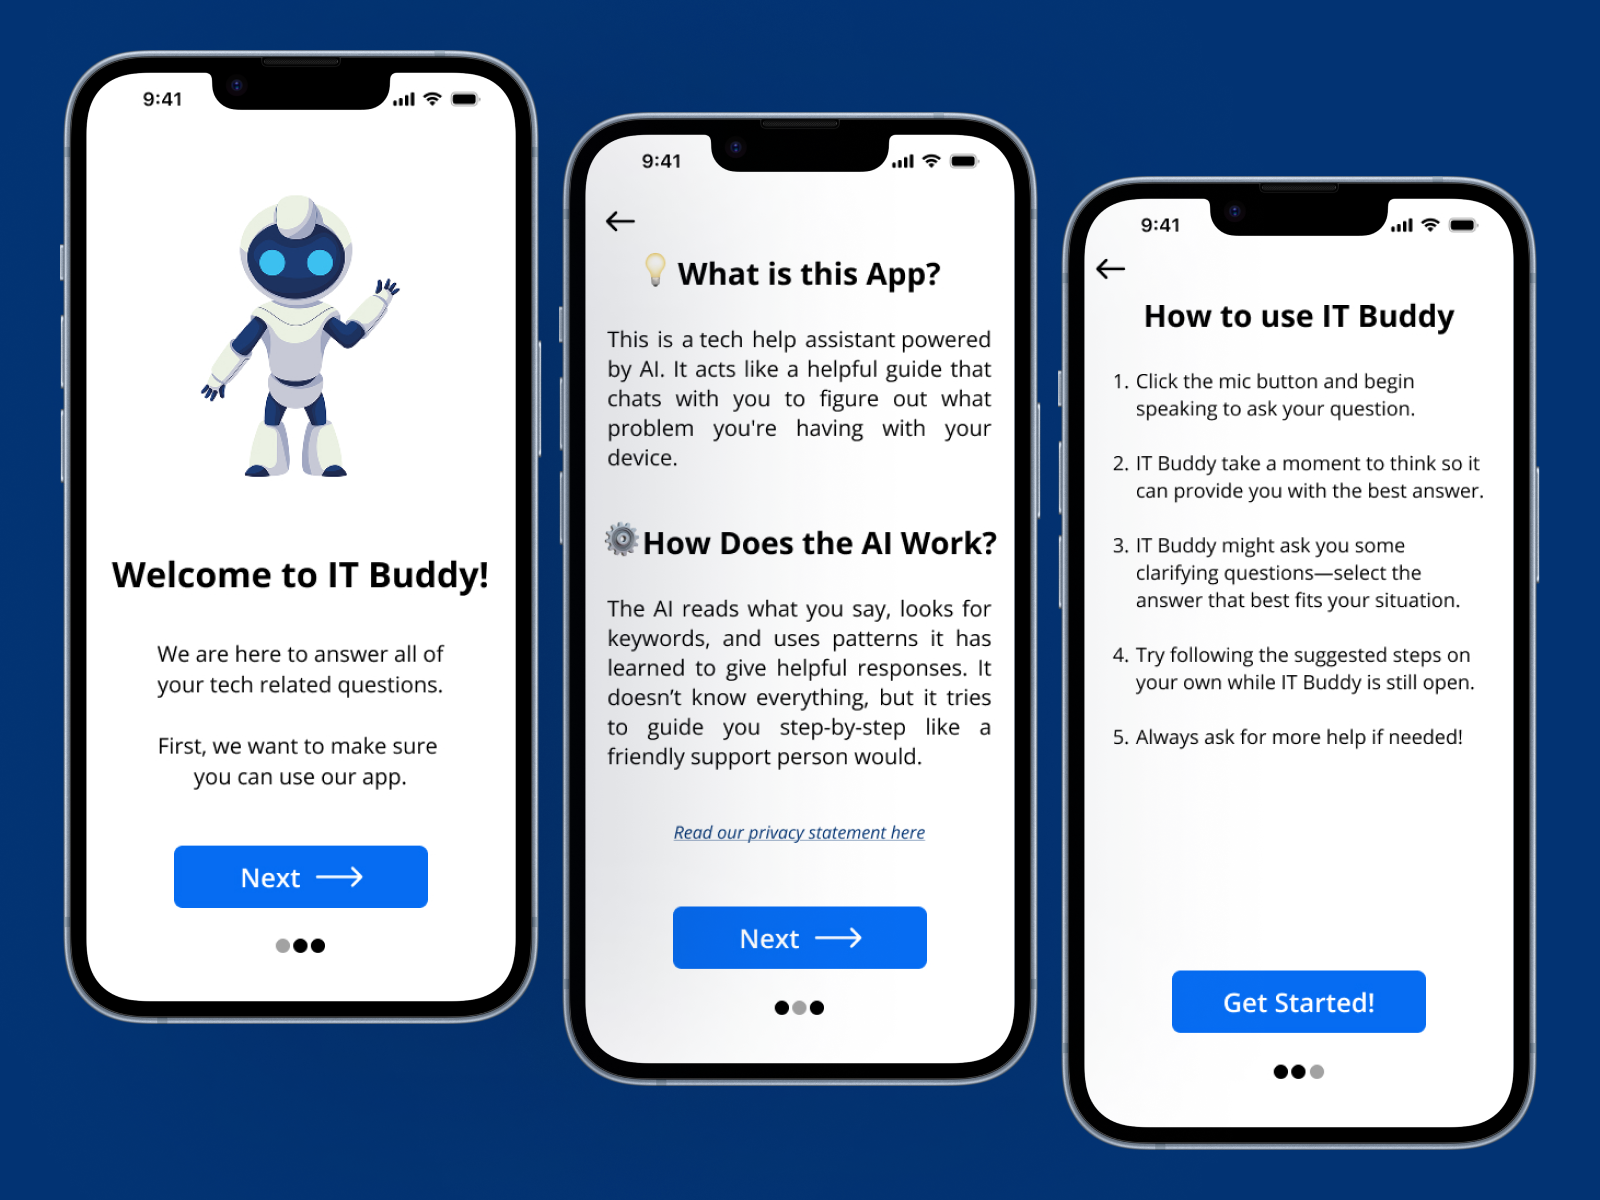 9:41
Welcome to IT Buddy!
We are here to answer all of
your tech related questions.
First, we want to make sure
you can use our app.
Next
9:41
What is this App?
This is a tech help assistant powered
by AI. It acts like a helpful guide that
chats with you to figure out what
problem you're having with your
device.
How Does the AI Work?
The AI reads what you say, looks for
keywords, and uses patterns it has
learned to give helpful responses. It
doesn’t know everything, but it tries
to guide you step-by-step like a
friendly support person would.
Read our privacy statement here
Next
9:41
How to use IT Buddy
1. Click the mic button and begin
speaking to ask your question.
2. IT Buddy take a moment to think so it
can provide you with the best answer.
3. IT Buddy might ask you some
clarifying questions—select the
answer that best fits your situation.
4. Try following the suggested steps on
your own while IT Buddy is still open.
5. Always ask for more help if needed!
Get Started!